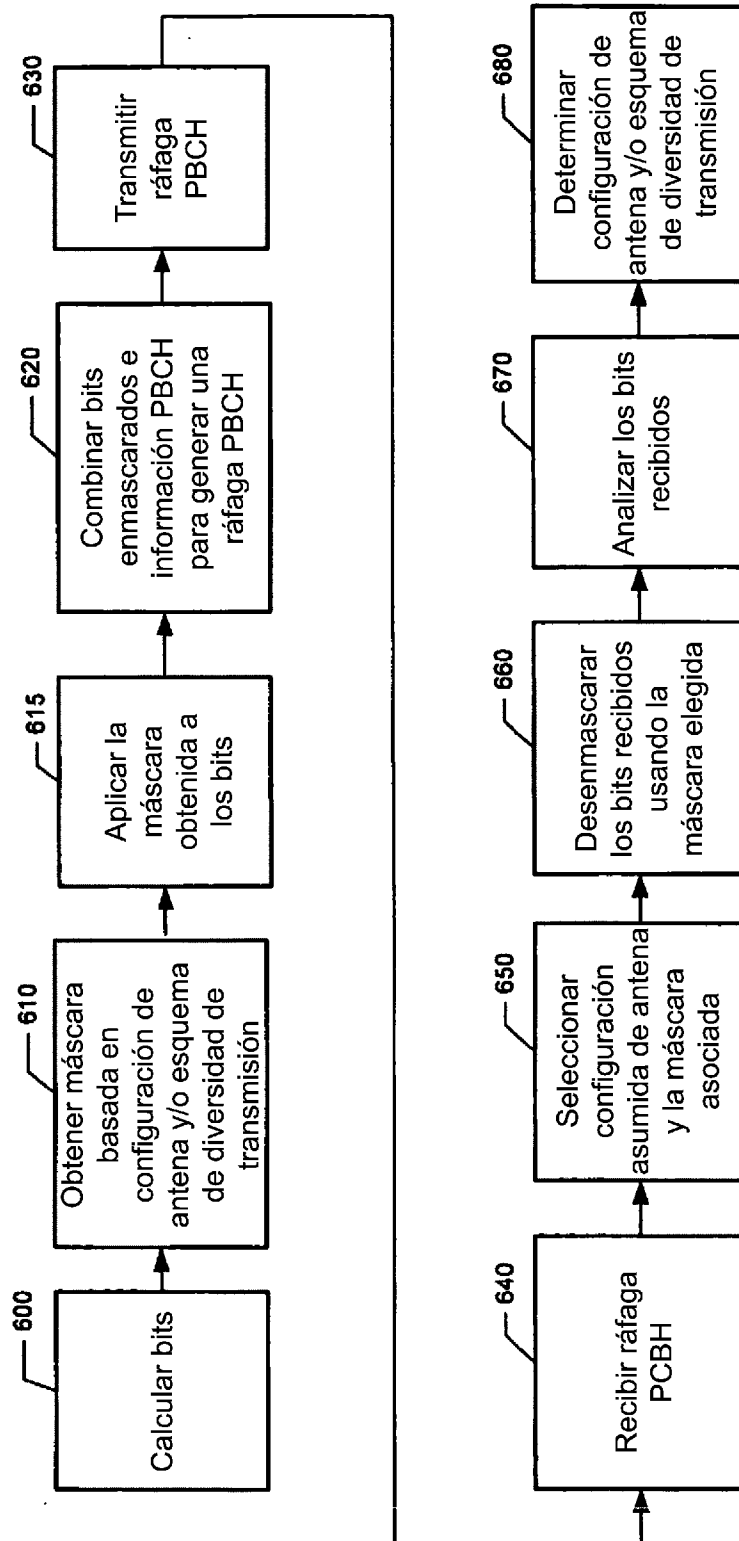 600
Calcular bits
610
Obtener máscara
basada en
configuración de
antena y/o esquema
de diversidad de
transmisión
615
Aplicar la
máscara
obtenida a
los bits
620
Combinar bits
enmascarados e
información PBCH
para generar una
ráfaga PBCH
630
Transmitir
ráfaga
PBCH
640
Recibir ráfaga
PCBH
650
Seleccionar
configuración
asumida de antena
y la máscara
asociada
660
Desenmascarar
los bits recibidos
usando la
máscara elegida
670
Analizar los bits
recibidos
680
Determinar
configuración de
antena y/o esquema
de diversidad de
transmisión